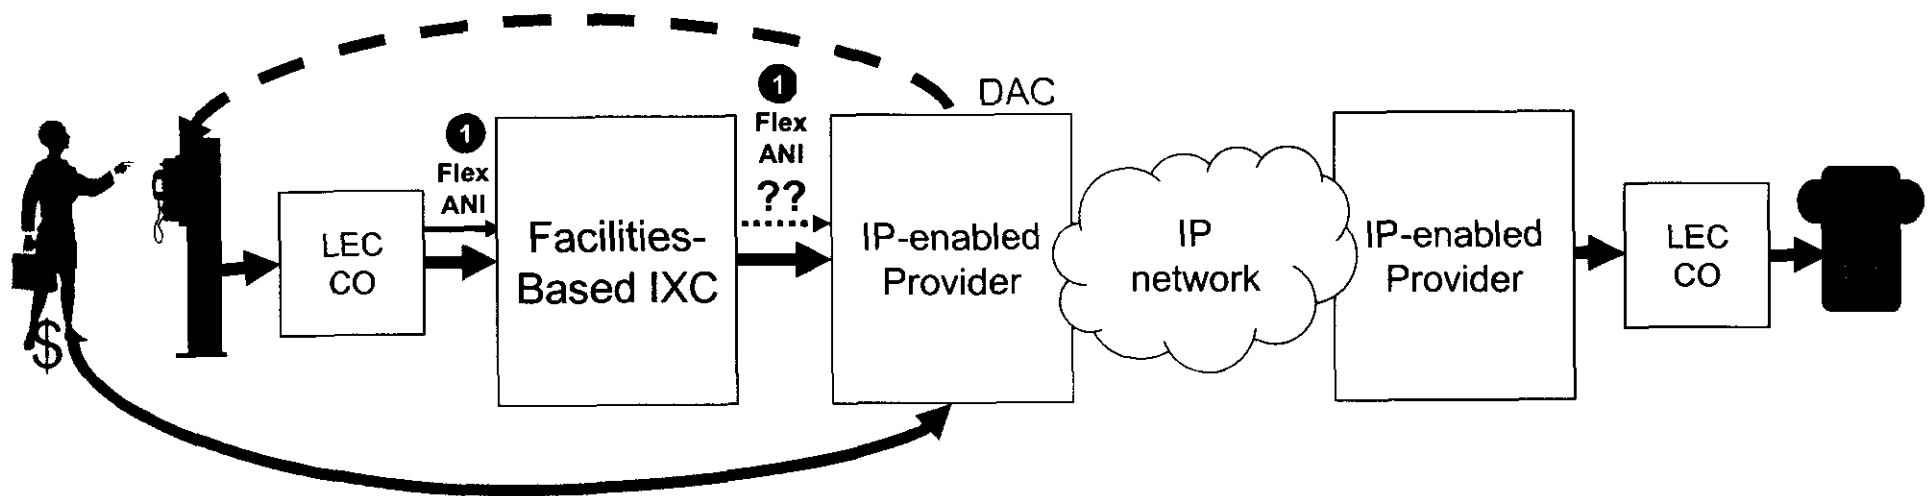 DAC
1
Flex
ANI
1
Flex
ANI
??
LEC
CO
Facilities-
Based IXC
IP-enabled
Provider
IP
network
IP-enabled
Provider
LEC
CO
$